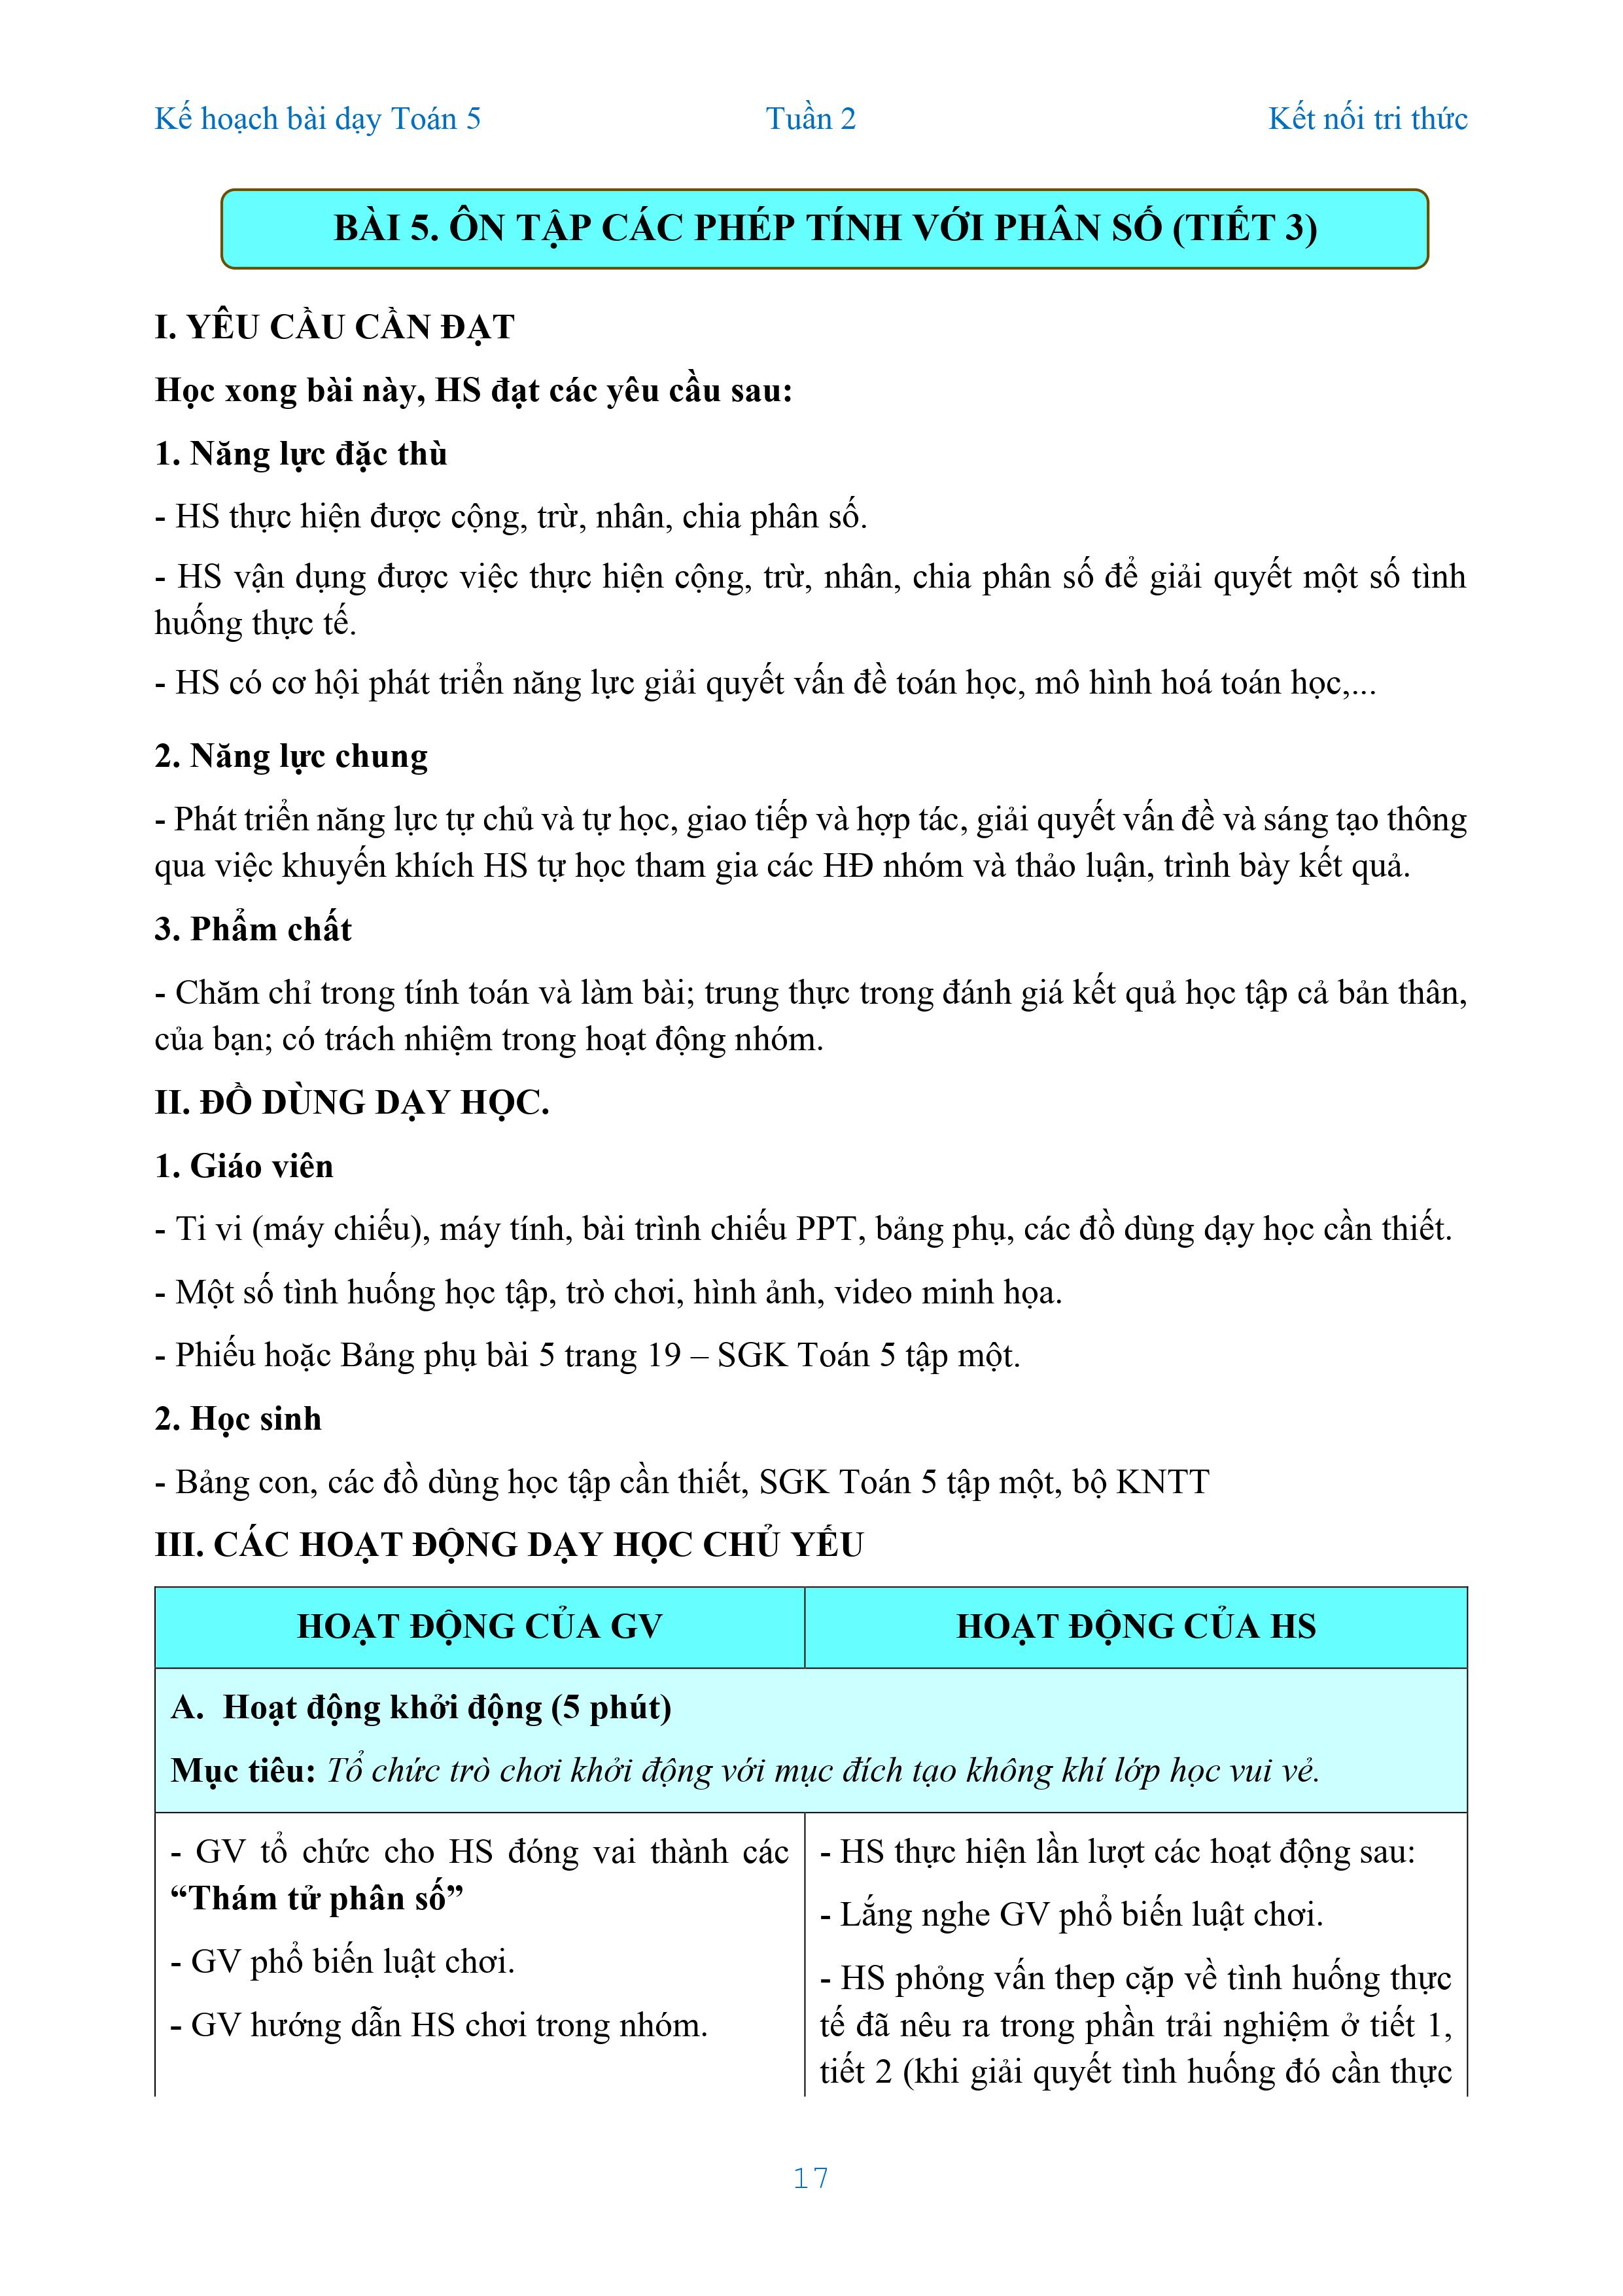 Kế hoạch bài dạy Toán 5 Tuần 2 Kết nối tri thức
BÀI 5. ÔN TẬP CÁC PHÉP TÍNH VỚI PHÂN SỐ (TIẾT 3)
I. YÊU CẦU CẦN ĐẠT
Học xong bài này, HS đạt các yêu cầu sau:
1. Năng lực đặc thù
- HS thực hiện được cộng, trừ, nhân, chia phân số.
- HS vận dụng được việc thực hiện cộng, trừ, nhân, chia phân số để giải quyết một số tình
huống thực tế.
- HS có cơ hội phát triển năng lực giải quyết vấn đề toán học, mô hình hoá toán học,...
2. Năng lực chung
- Phát triển năng lực tự chủ và tự học, giao tiếp và hợp tác, giải quyết vấn đề và sáng tạo thông
qua việc khuyến khích HS tự học tham gia các HĐ nhóm và thảo luận, trình bày kết quả.
3. Phẩm chất
- Chăm chỉ trong tính toán và làm bài; trung thực trong đánh giá kết quả học tập cả bản thân,
của bạn; có trách nhiệm trong hoạt động nhóm.
II. ĐỒ DÙNG DẠY HỌC.
1. Giáo viên
- Ti vi (máy chiếu), máy tính, bài trình chiếu PPT, bảng phụ, các đồ dùng dạy học cần thiết.
- Một số tình huống học tập, trò chơi, hình ảnh, video minh họa.
- Phiếu hoặc Bảng phụ bài 5 trang 19 – SGK Toán 5 tập một.
2. Học sinh
- Bảng con, các đồ dùng học tập cần thiết, SGK Toán 5 tập một, bộ KNTT
III. CÁC HOẠT ĐỘNG DẠY HỌC CHỦ YẾU
HOẠT ĐỘNG CỦA GV
HOẠT ĐỘNG CỦA HS
A. Hoạt động khởi động (5 phút)
Mục tiêu: Tổ chức trò chơi khởi động với mục đích tạo không khí lớp học vui vẻ.
- GV tổ chức cho HS đóng vai thành các
“Thám tử phân số”
- GV phổ biến luật chơi.
- GV hướng dẫn HS chơi trong nhóm.
- HS thực hiện lần lượt các hoạt động sau:
- Lắng nghe GV phổ biến luật chơi.
- HS phỏng vấn thep cặp về tình huống thực
tế đã nêu ra trong phần trải nghiệm ở tiết 1,
tiết 2 (khi giải quyết tình huống đó cần thực
17